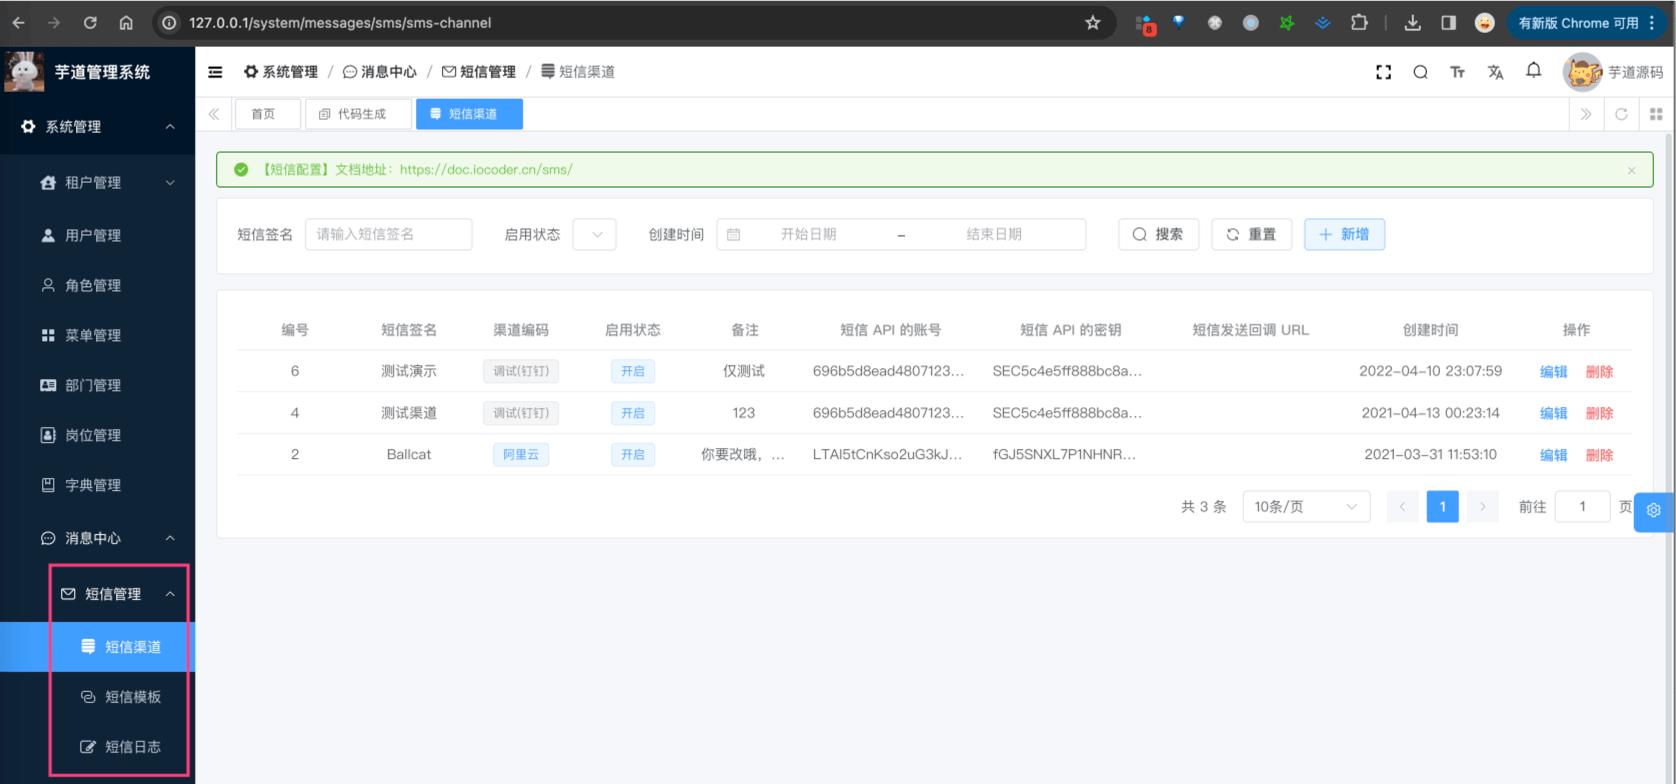 127.0.0.1/system/messages/sms/sms-channel
8
有新版 Chrome 可用
芋道管理系统
系统管理 / 消息中心 / 短信管理 / 短信渠道
芋道源码
首页
代码生成
短信渠道
系统管理
租户管理
用户管理
角色管理
菜单管理
部门管理
岗位管理
字典管理
消息中心
短信管理
短信渠道
短信模板
短信日志
【短信配置】文档地址：https://doc.iocoder.cn/sms/
短信签名 请输入短信签名 启用状态 创建时间 开始日期 - 结束日期 搜索 重置 新增
编号 短信签名 渠道编码 启用状态 备注 短信 API 的账号 短信 API 的密钥 短信发送回调 URL 创建时间 操作
6 测试演示 调试(钉钉) 开启 仅测试 696b5d8ead4807123... SEC5c4e5ff888bc8a... 2022-04-10 23:07:59 编辑 删除
4 测试渠道 调试(钉钉) 开启 123 696b5d8ead4807123... SEC5c4e5ff888bc8a... 2021-04-13 00:23:14 编辑 删除
2 Ballcat 阿里云 开启 你要改哦，... LTAI5tCnKso2uG3kJ... fGJ5SNXL7P1NHNR... 2021-03-31 11:53:10 编辑 删除
共 3 条 10条/页 1 前往 1 页